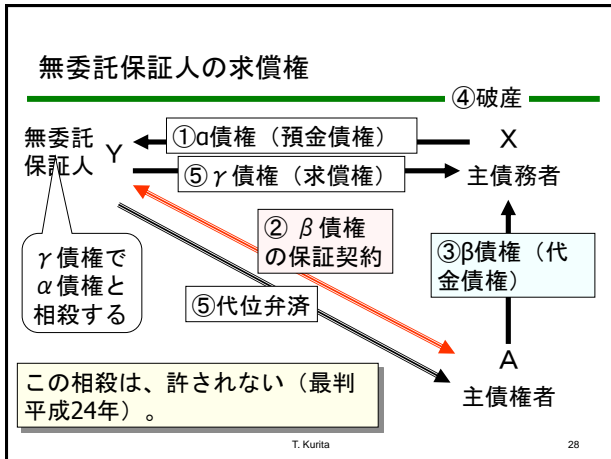 無委託保証人の求償権
④破産
無委託
保証人
Y
①α債権（預金債権）
X
⑤γ債権（求償権）
主債務者
γ債権で
α債権と
相殺する
② β債権
の保証契約
③β債権（代
金債権）
⑤代位弁済
A
主債権者
この相殺は、許されない（最判
平成24年）。
T. Kurita
28